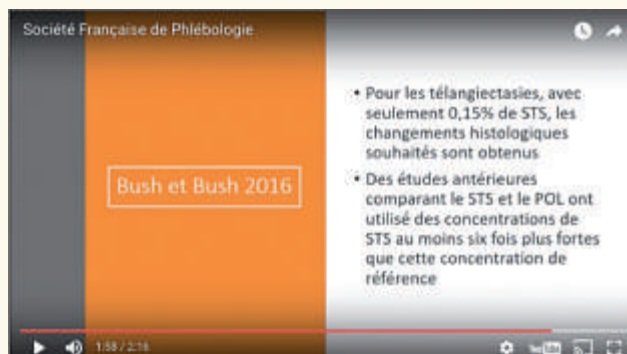 Société Française de Phlébologie
Bush et Bush 2016
• Pour les télangiectasies, avec
seulement 0,15% de STS, les
changements histologiques
souhaités sont obtenus
• Des études antérieures
comparant le STS et le POL ont
utilisé des concentrations de
STS au moins six fois plus fortes
que cette concentration de
référence
1:58 / 2:16